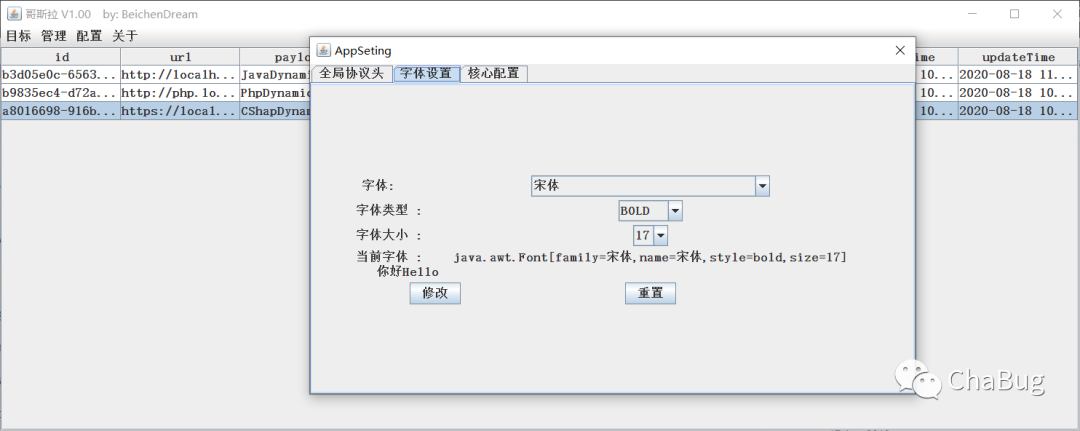 哥斯拉 V1.00 by: BeichenDream
目标 管理 配置 关于
id url paylo ime updateTime
b3d05e0c-6563... http://localh... JavaDynami 10... 2020-08-18 11...
b9835ec4-d72a... http://php.lo... PhpDynamic 10... 2020-08-18 10...
a8016698-916b... https://local... CShapDynam 10... 2020-08-18 10...
AppSeting
全局协议头 字体设置 核心配置
字体: 宋体
字体类型 : BOLD
字体大小 : 17
当前字体 : java.awt.Font[family=宋体,name=宋体,style=bold,size=17]
你好Hello
修改 重置
ChaBug